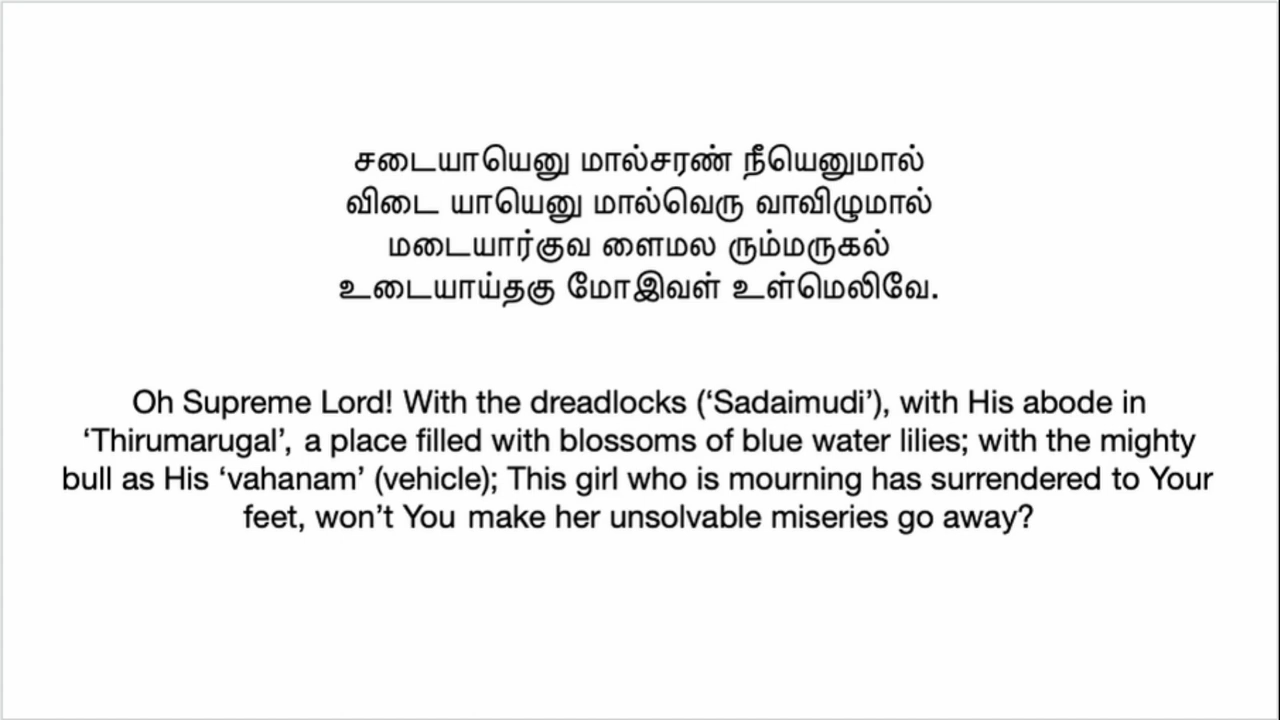 சடையாயெனு மால்சரண் நீயெனுமால்
விடை யாயெனு மால்வெரு வாவிழுமால்
மடையார்குவ ளைமல ரும்மருகல்
உடையாய்தகு மோஇவள் உள்மெலிவே.
Oh Supreme Lord! With the dreadlocks (‘Sadaimudi’), with His abode in
‘Thirumarugal’, a place filled with blossoms of blue water lilies; with the mighty
bull as His ‘vahanam’ (vehicle); This girl who is mourning has surrendered to Your
feet, won’t You make her unsolvable miseries go away?